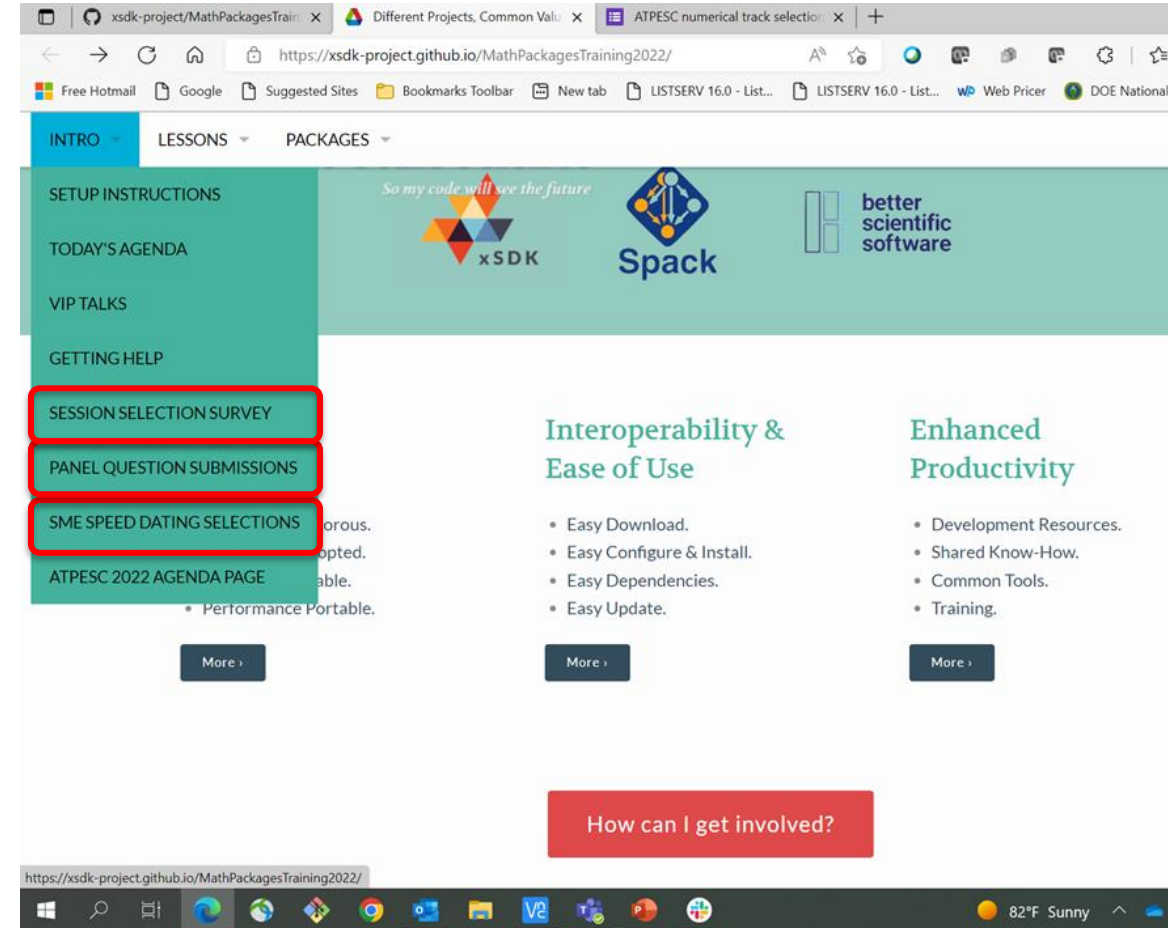 xsdk-project/MathPackagesTrain
Different Projects, Common Valu
ATPESC numerical track selection
https://xsdk-project.github.io/MathPackagesTraining2022/
Free Hotmail Google Suggested Sites Bookmarks Toolbar New tab LISTSERV 16.0 - List... LISTSERV 16.0 - List... Web Pricer DOE National
INTRO LESSONS PACKAGES
SETUP INSTRUCTIONS
So my code will see the future
TODAY'S AGENDA
xSDK
Spack
better
scientific
software
VIP TALKS
GETTING HELP
SESSION SELECTION SURVEY
PANEL QUESTION SUBMISSIONS
SME SPEED DATING SELECTIONS
ATPESC 2022 AGENDA PAGE
orous.
opted.
able.
Performance Portable.
More ›
Interoperability &
Ease of Use
Easy Download.
Easy Configure & Install.
Easy Dependencies.
Easy Update.
More ›
Enhanced
Productivity
Development Resources.
Shared Know-How.
Common Tools.
Training.
More ›
How can I get involved?
https://xsdk-project.github.io/MathPackagesTraining2022/
82°F Sunny